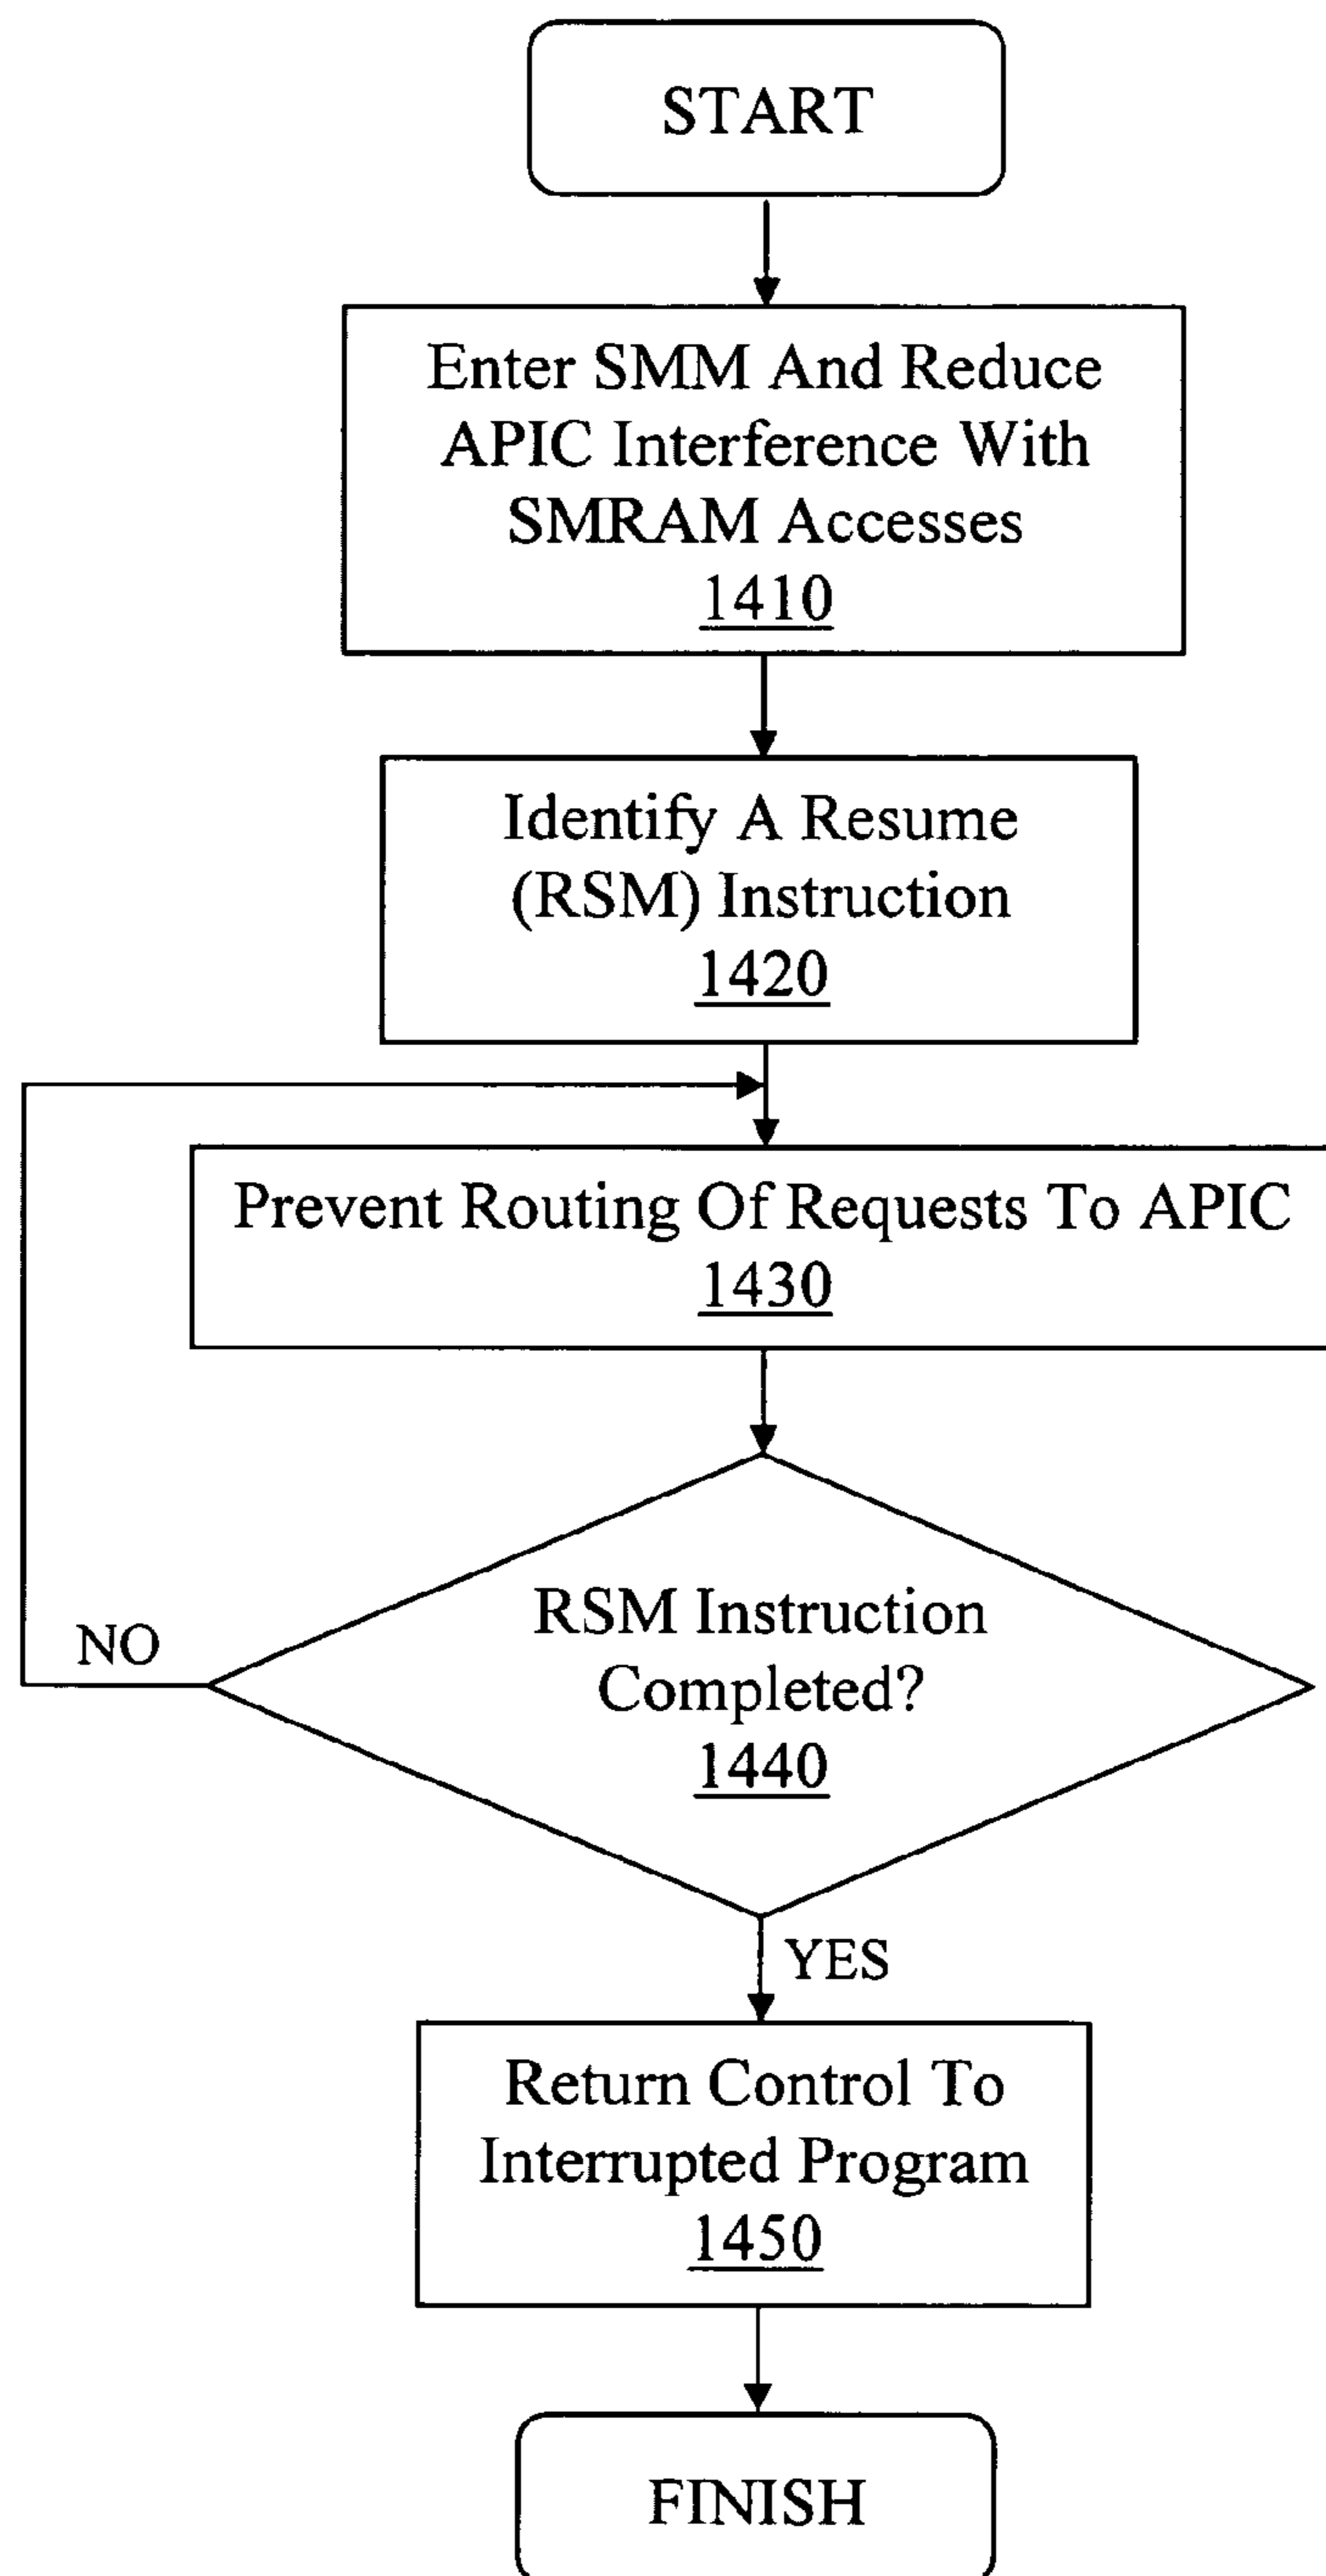 START
Enter SMM And Reduce
APIC Interference With
SMRAM Accesses
1410
Identify A Resume
(RSM) Instruction
1420
Prevent Routing Of Requests To APIC
1430
RSM Instruction
Completed?
1440
NO
YES
Return Control To
Interrupted Program
1450
FINISH